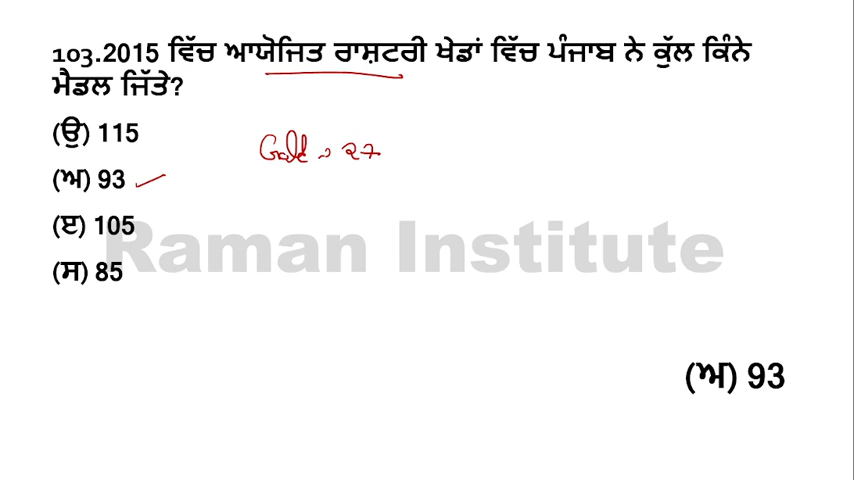 103.2015 ਵਿੱਚ ਆਯੋਜਿਤ ਰਾਸ਼ਟਰੀ ਖੇਡਾਂ ਵਿੱਚ ਪੰਜਾਬ ਨੇ ਕੁੱਲ ਕਿੰਨੇ
ਮੈਡਲ ਜਿੱਤੇ?
(ਉ) 115
Gold → 27
(ਅ) 93
(ੲ) 105
Raman Institute
(ਸ) 85
(ਅ) 93